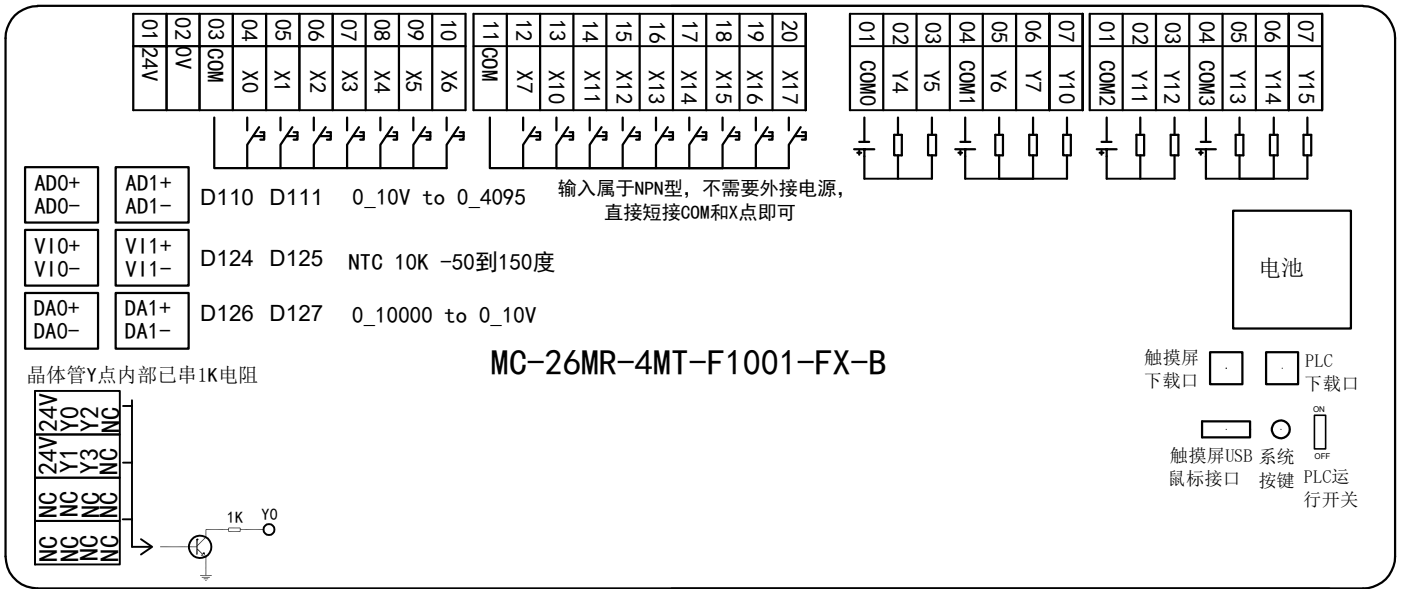 01 02 03 04 05 06 07 08 09 10
24V 0V COM X0 X1 X2 X3 X4 X5 X6
11 12 13 14 15 16 17 18 19 20
COM X7 X10 X11 X12 X13 X14 X15 X16 X17
01 02 03 04 05 06 07
COM0 Y4 Y5 COM1 Y6 Y7 Y10
01 02 03 04 05 06 07
COM2 Y11 Y12 COM3 Y13 Y14 Y15
AD0+ AD1+
AD0- AD1-
D110 D111 0_10V to 0_4095
输入属于NPN型，不需要外接电源，
直接短接COM和X点即可
VI0+ VI1+
VI0- VI1-
D124 D125 NTC 10K -50到150度
电池
DA0+ DA1+
DA0- DA1-
D126 D127 0_10000 to 0_10V
MC-26MR-4MT-F1001-FX-B
触摸屏
下载口
PLC
下载口
晶体管Y点内部已串1K电阻
24V Y0 Y2 NC
24V Y1 Y3 NC
NC NC NC NC
NC NC NC NC
1K Y0
ON
OFF
触摸屏USB
鼠标接口
系统
按键
PLC运
行开关